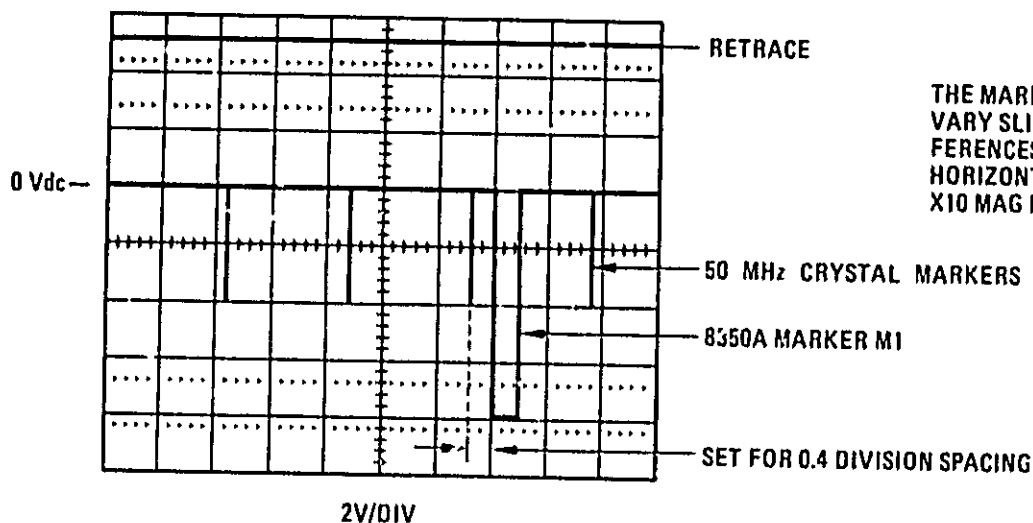 RETRACE
THE MAR
VARY SLI
FERENCES
HORIZONT
X10 MAG
0 Vdc
50 MHz CRYSTAL MARKERS
8350A MARKER M1
SET FOR 0.4 DIVISION SPACING
2V/DIV